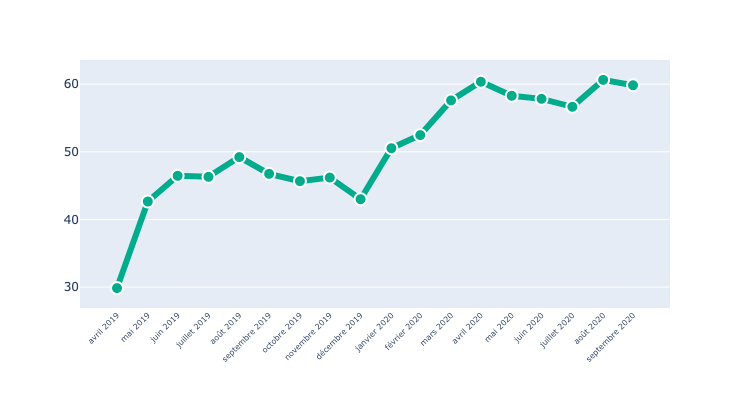 60
50
40
30
avril 2019
mai 2019
juin 2019
juillet 2019
août 2019
septembre 2019
octobre 2019
novembre 2019
décembre 2019
janvier 2020
février 2020
mars 2020
avril 2020
mai 2020
juin 2020
juillet 2020
août 2020
septembre 2020